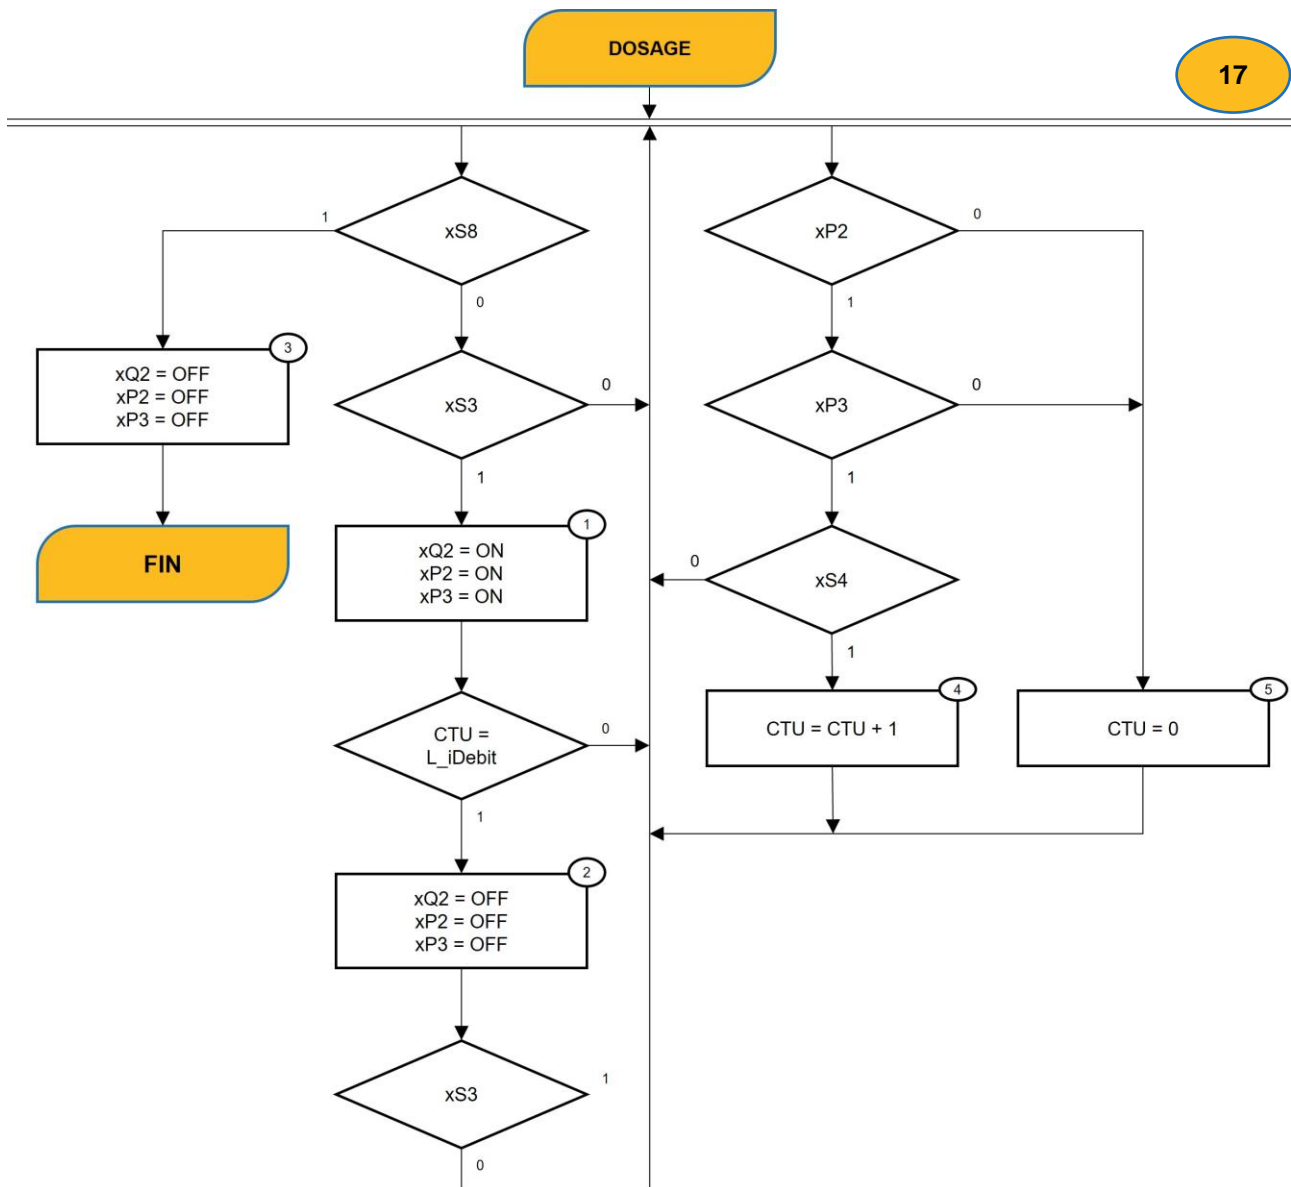 DOSAGE
17
xS8
1
0
3
xQ2 = OFF
xP2 = OFF
xP3 = OFF
FIN
xS3
0
1
1
xQ2 = ON
xP2 = ON
xP3 = ON
CTU =
L_iDebit
0
1
2
xQ2 = OFF
xP2 = OFF
xP3 = OFF
xS3
1
0
xP2
0
1
xP3
0
1
xS4
0
1
4
CTU = CTU + 1
5
CTU = 0